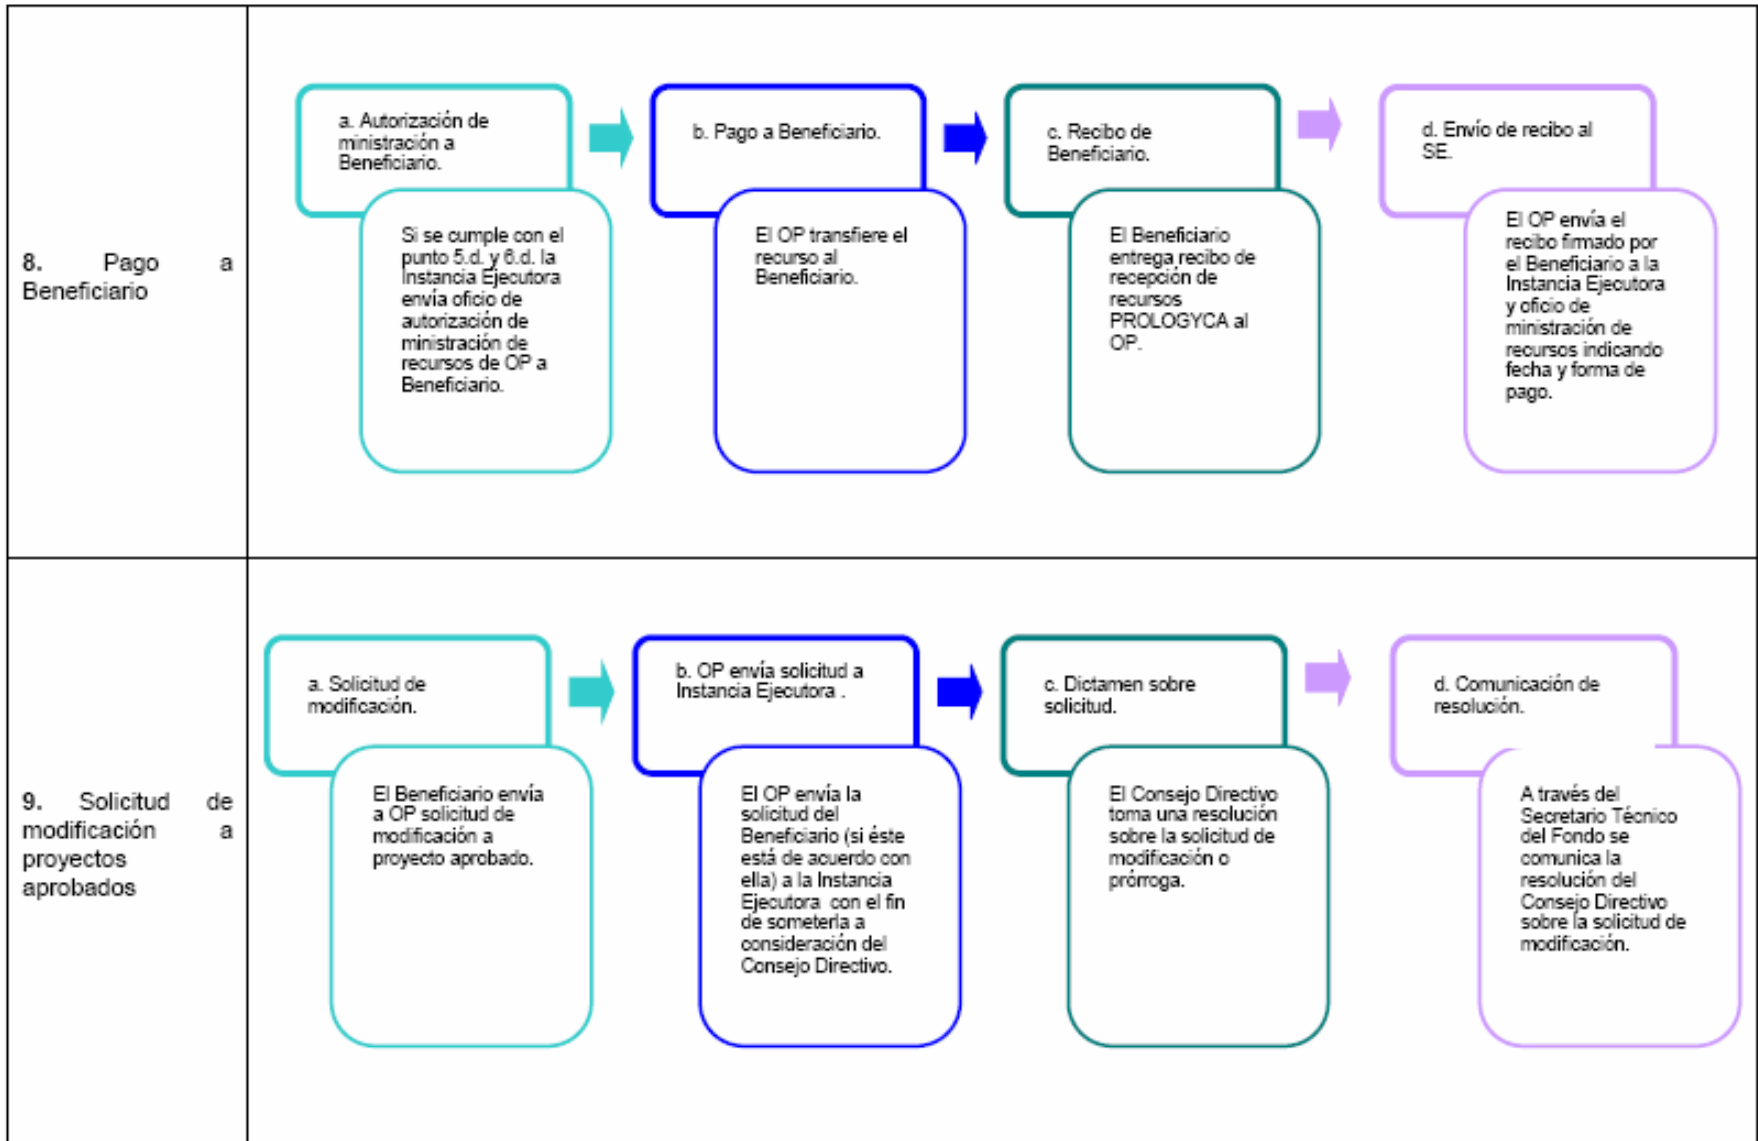 8. Pago a
Beneficiario
a. Autorización de
ministración a
Beneficiario.
Si se cumple con el
punto 5.d. y 6.d. la
Instancia Ejecutora
envía oficio de
autorización de
ministración de
recursos de OP a
Beneficiario.
b. Pago a Beneficiario.
El OP transfiere el
recurso al
Beneficiario.
c. Recibo de
Beneficiario.
El Beneficiario
entrega recibo de
recepción de
recursos
PROLOGYCA al
OP.
d. Envío de recibo al
SE.
El OP envía el
recibo firmado por
el Beneficiario a la
Instancia Ejecutora
y oficio de
ministración de
recursos indicando
fecha y forma de
pago.
9. Solicitud de
modificación a
proyectos
aprobados
a. Solicitud de
modificación.
El Beneficiario envía
a OP solicitud de
modificación a
proyecto aprobado.
b. OP envía solicitud a
Instancia Ejecutora .
El OP envía la
solicitud del
Beneficiario (si éste
está de acuerdo con
ella) a la Instancia
Ejecutora con el fin
de someterla a
consideración del
Consejo Directivo.
c. Dictamen sobre
solicitud.
El Consejo Directivo
toma una resolución
sobre la solicitud de
modificación o
prórroga.
d. Comunicación de
resolución.
A través del
Secretario Técnico
del Fondo se
comunica la
resolución del
Consejo Directivo
sobre la solicitud de
modificación.